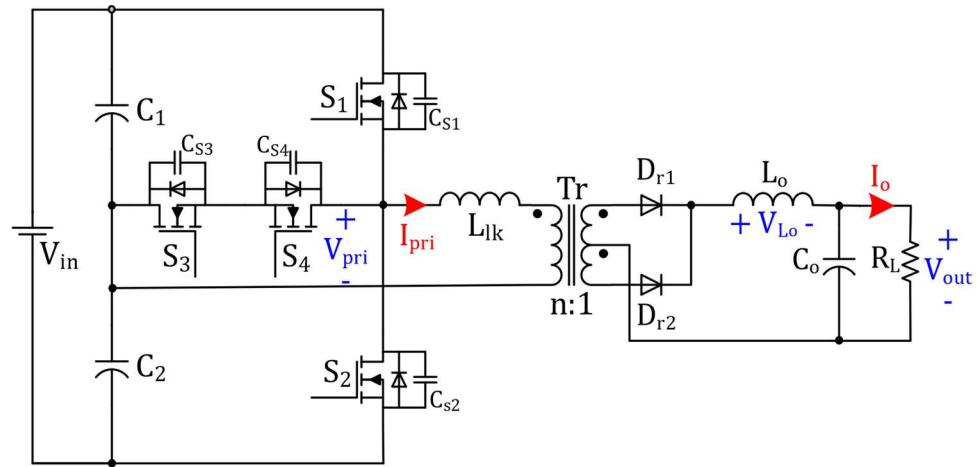 S1
CS1
C1
CS3
CS4
Vin
S3
S4
+
Vpri
-
Ipri
Llk
Tr
n:1
Dr1
Dr2
Lo
+ VLo -
Io
Co
RL
+
Vout
-
C2
S2
Cs2